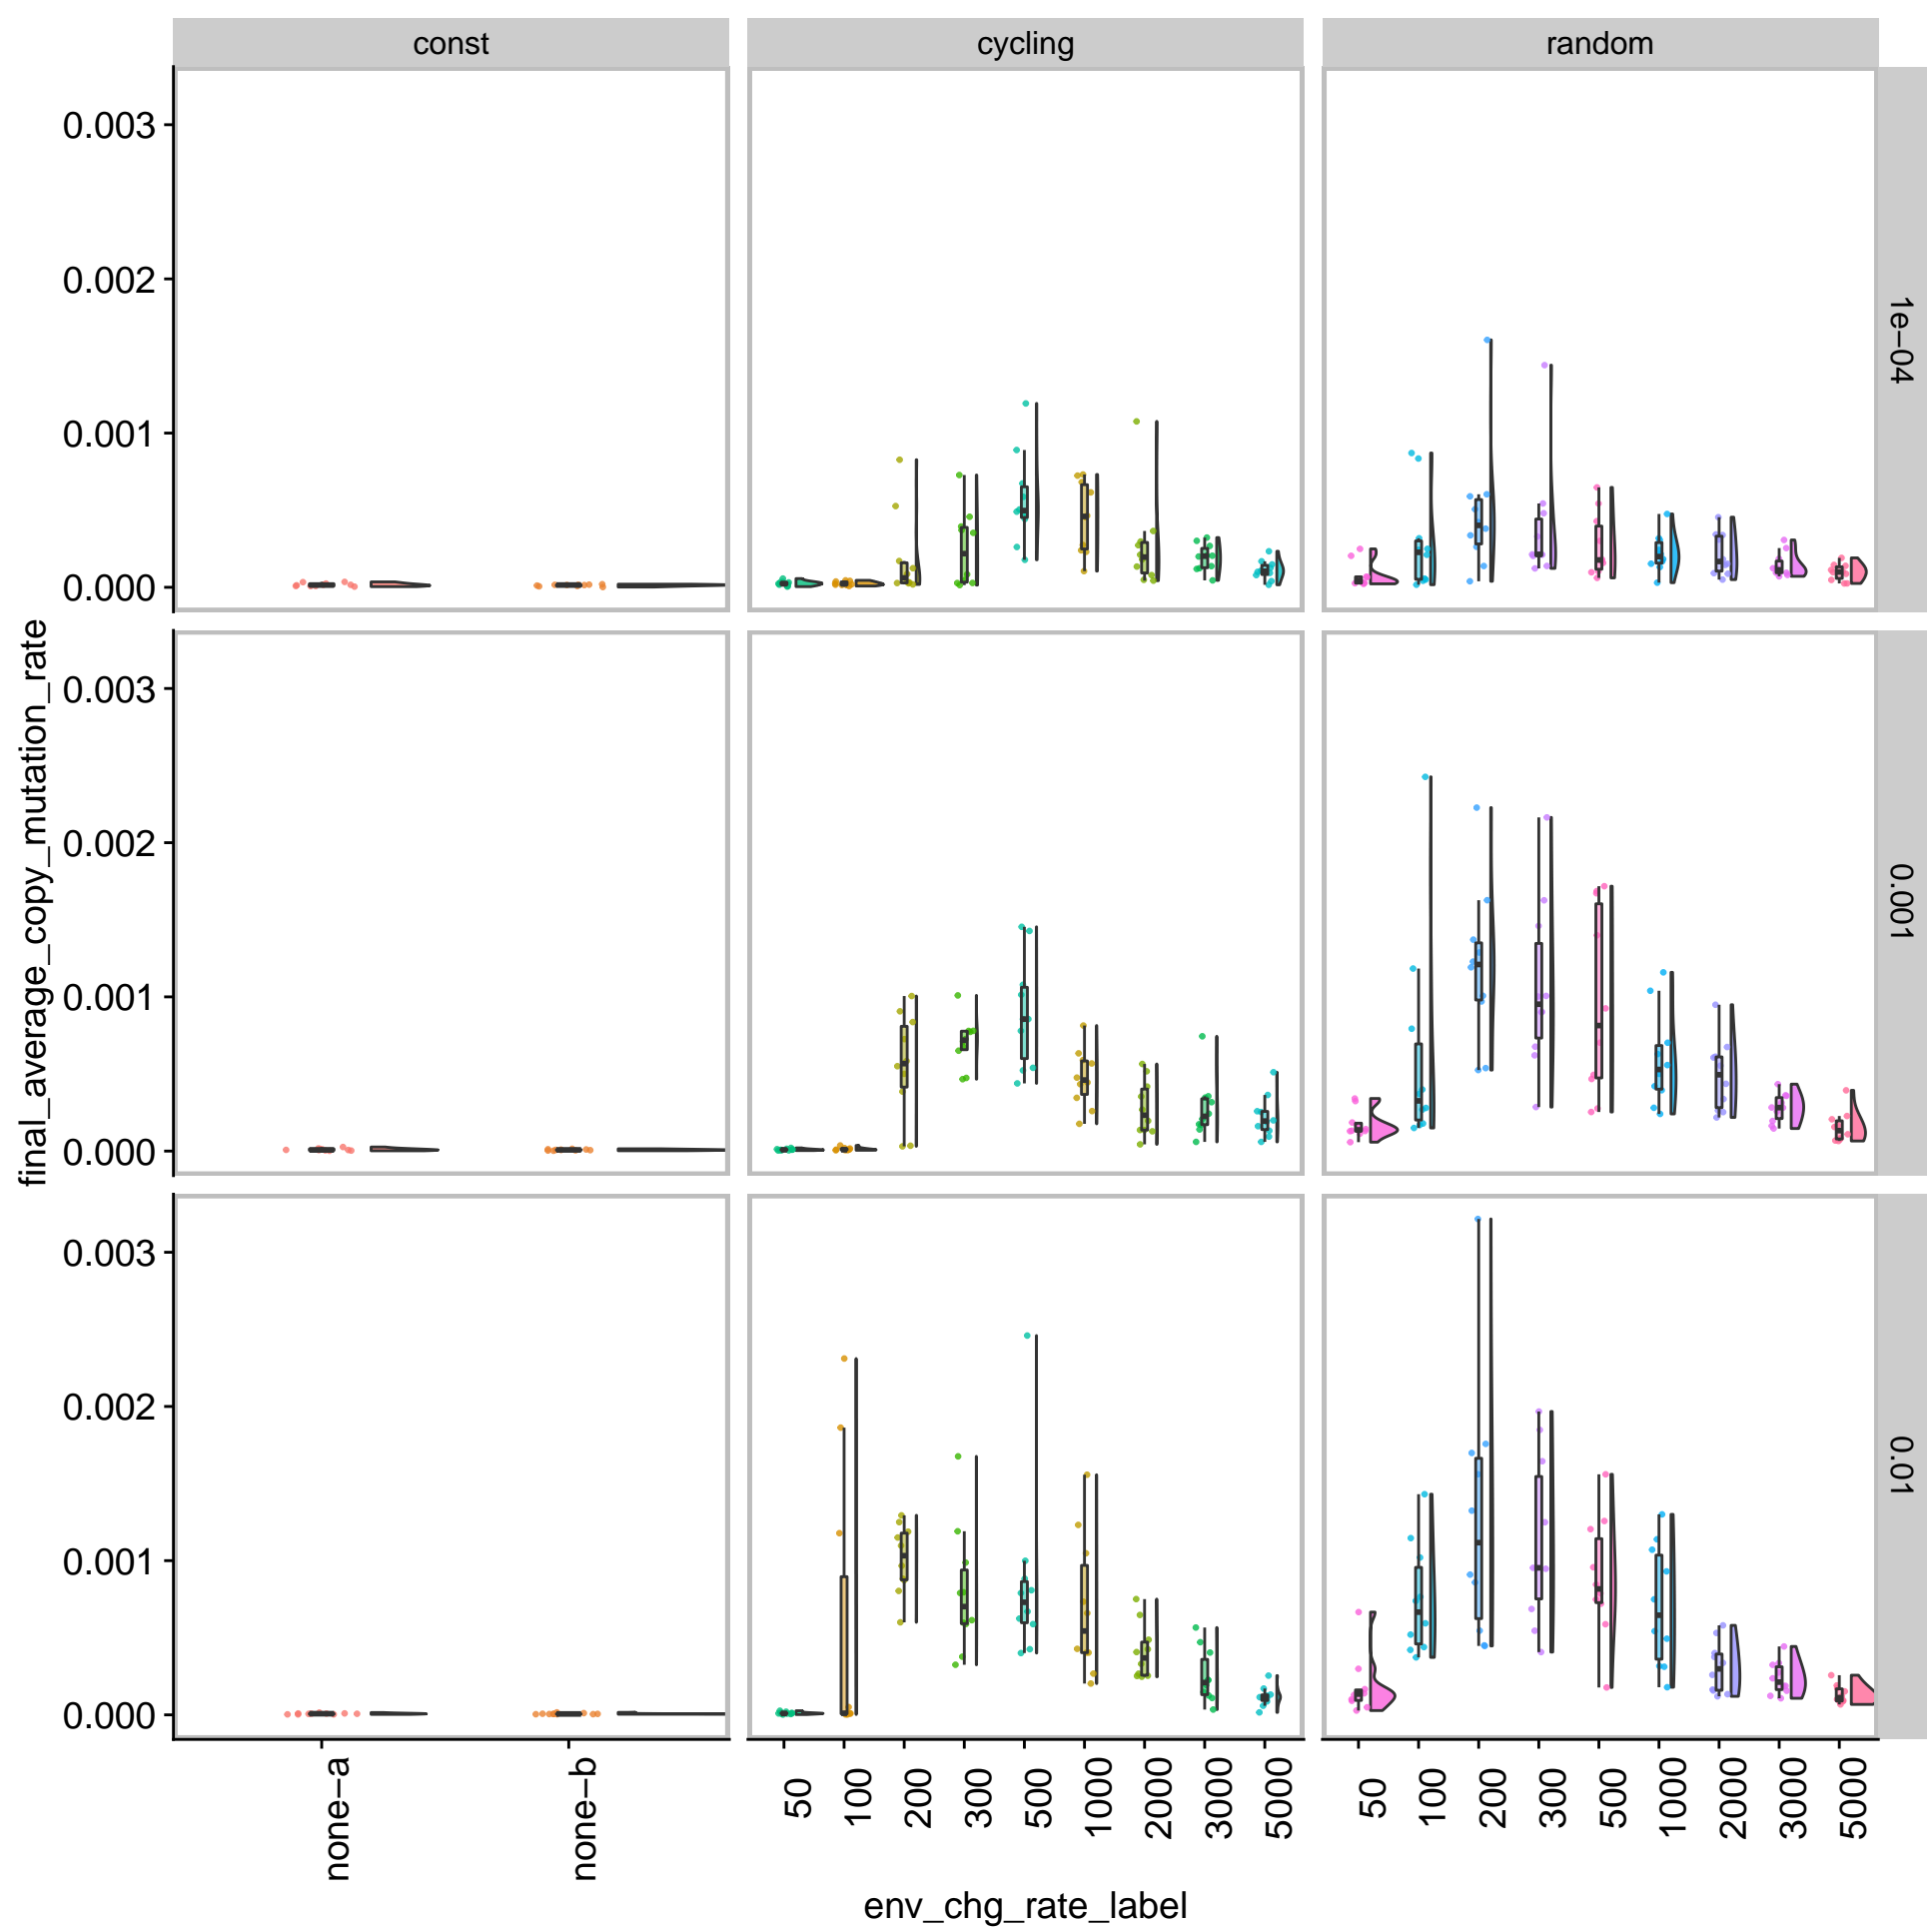 const cycling random
0.003
0.002
0.001
0.000
1e−04
0.003
0.002
0.001
0.000
0.001
0.003
0.002
0.001
0.000
0.01
final_average_copy_mutation_rate
none−a none−b 50 100 200 300 500 1000 2000 3000 5000 50 100 200 300 500 1000 2000 3000 5000
env_chg_rate_label